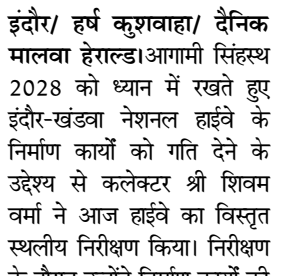 इंदौर/ हर्ष कुशवाहा/ दैनिक
मालवा हेराल्ड।आगामी सिंहस्थ
2028 को ध्यान में रखते हुए
इंदौर-खंडवा नेशनल हाईवे के
निर्माण कार्यों को गति देने के
उद्देश्य से कलेक्टर श्री शिवम
वर्मा ने आज हाईवे का विस्तृत
स्थलीय निरीक्षण किया। निरीक्षण